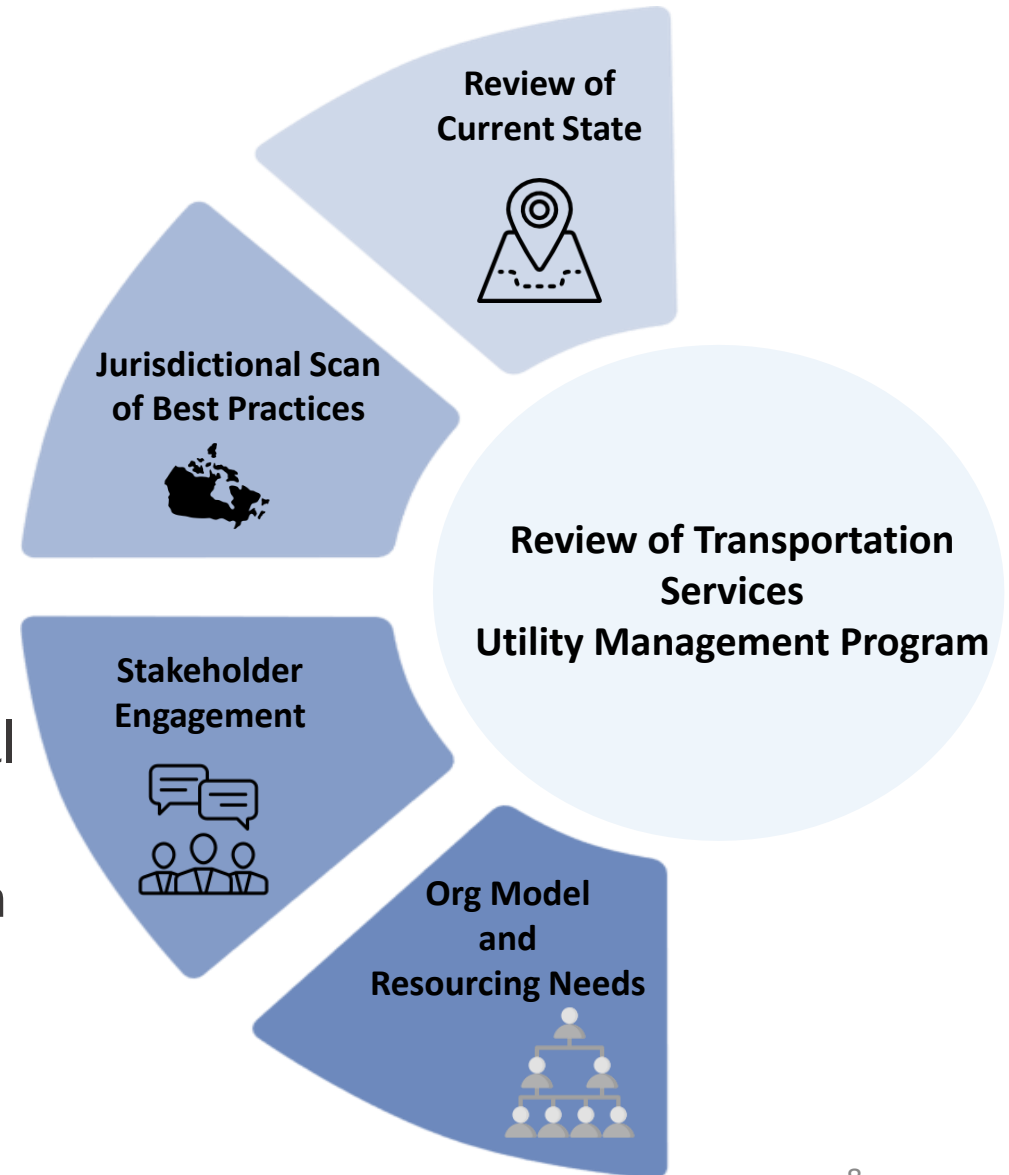 Review of
Current State
Jurisdictional Scan
of Best Practices
Review of Transportation
Services
Utility Management Program
Stakeholder
Engagement
Org Model
and
Resourcing Needs